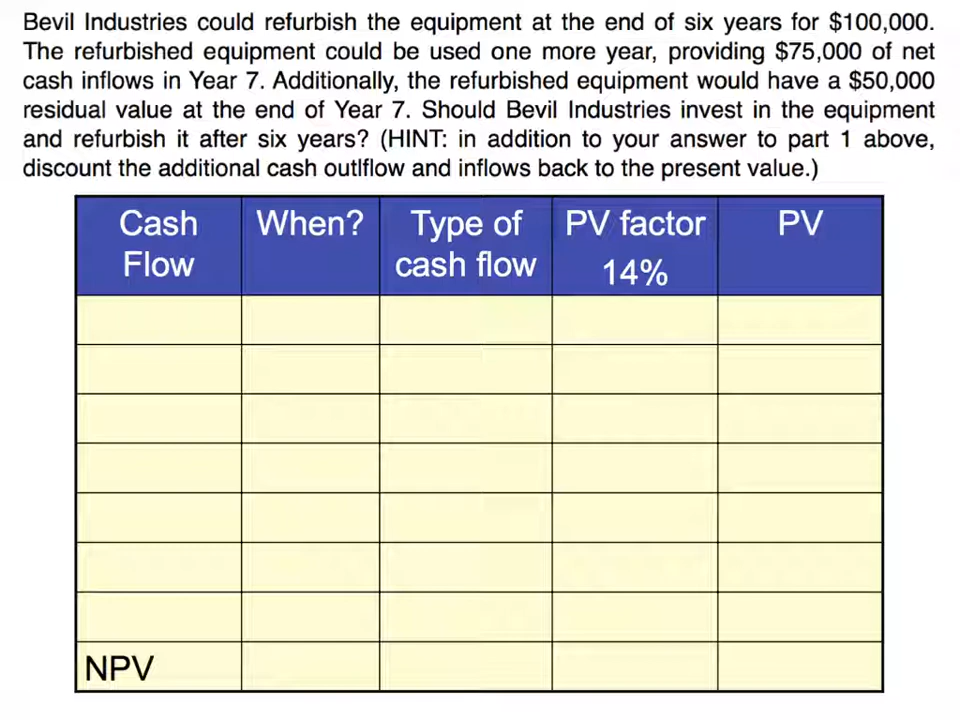 Bevil Industries could refurbish the equipment at the end of six years for $100,000.
The refurbished equipment could be used one more year, providing $75,000 of net
cash inflows in Year 7. Additionally, the refurbished equipment would have a $50,000
residual value at the end of Year 7. Should Bevil Industries invest in the equipment
and refurbish it after six years? (HINT: in addition to your answer to part 1 above,
discount the additional cash outlflow and inflows back to the present value.)
Cash Flow
When?
Type of cash flow
PV factor 14%
PV
NPV